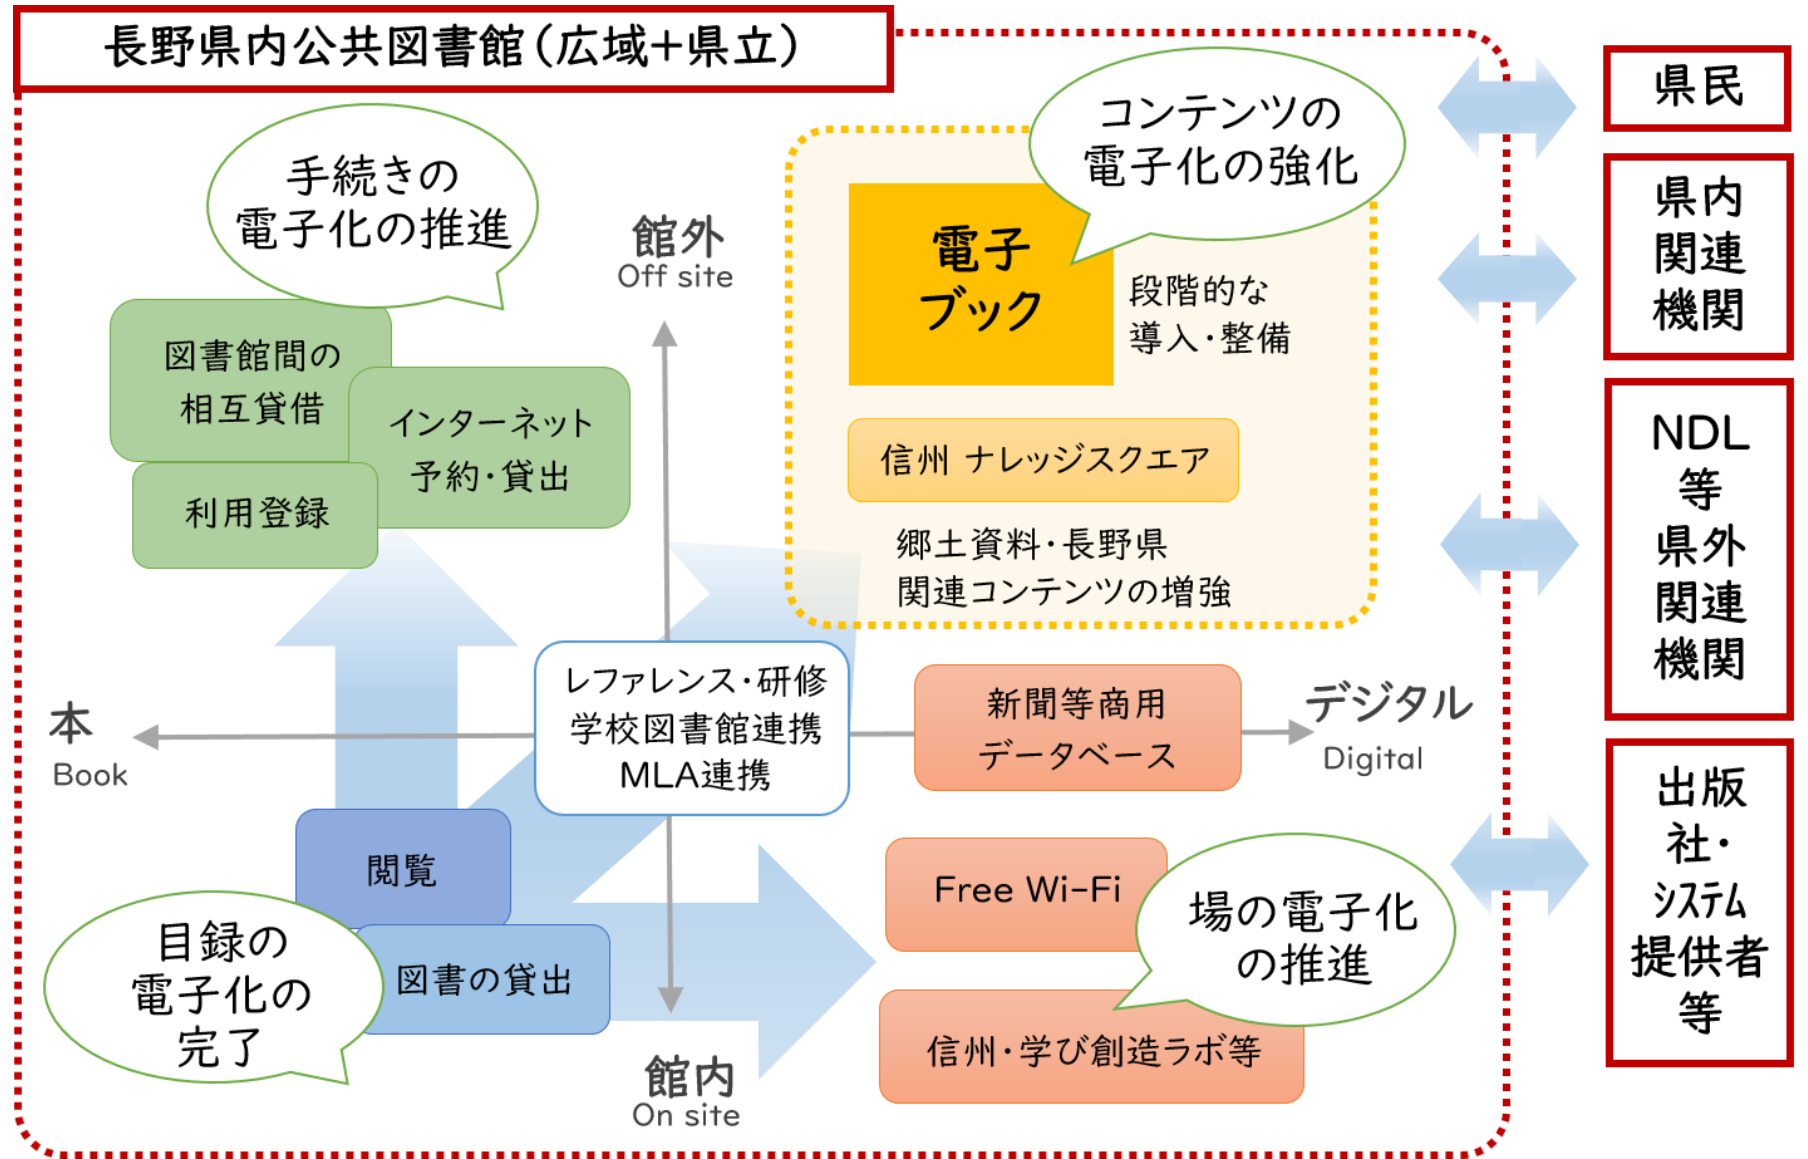 長野県内公共図書館（広域＋県立）
手続きの
電子化の推進
図書館間の
相互貸借
インターネット
予約・貸出
利用登録
館外
Off site
コンテンツの
電子化の強化
電子
ブック
段階的な
導入・整備
信州 ナレッジスクエア
郷土資料・長野県
関連コンテンツの増強
本
Book
レファレンス・研修
学校図書館連携
MLA連携
新聞等商用
データベース
デジタル
Digital
閲覧
図書の貸出
目録の
電子化の
完了
館内
On site
Free Wi-Fi
場の電子化
の推進
信州・学び創造ラボ等
県民
県内
関連
機関
NDL
等
県外
関連
機関
出版
社・
システム
提供者
等